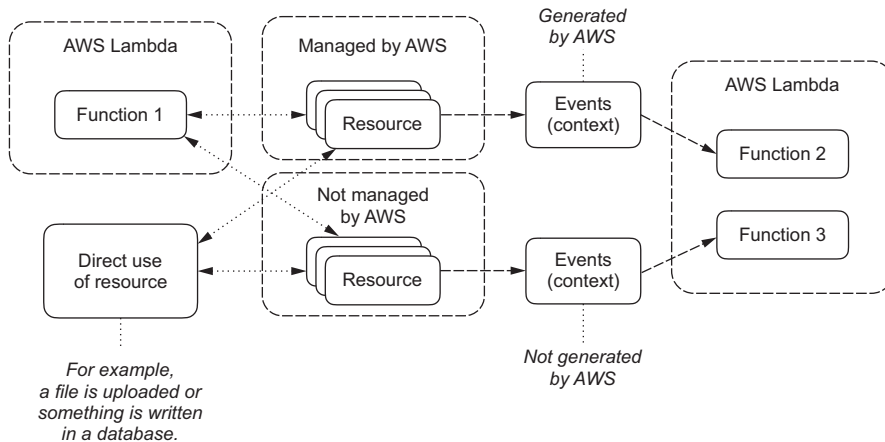 Generated
by AWS
AWS Lambda
Managed by AWS
AWS Lambda
Function 1
Resource
Events
(context)
Function 2
Not managed
by AWS
Function 3
Direct use
of resource
Resource
Events
(context)
For example,
a file is uploaded or
something is written
in a database.
Not generated
by AWS